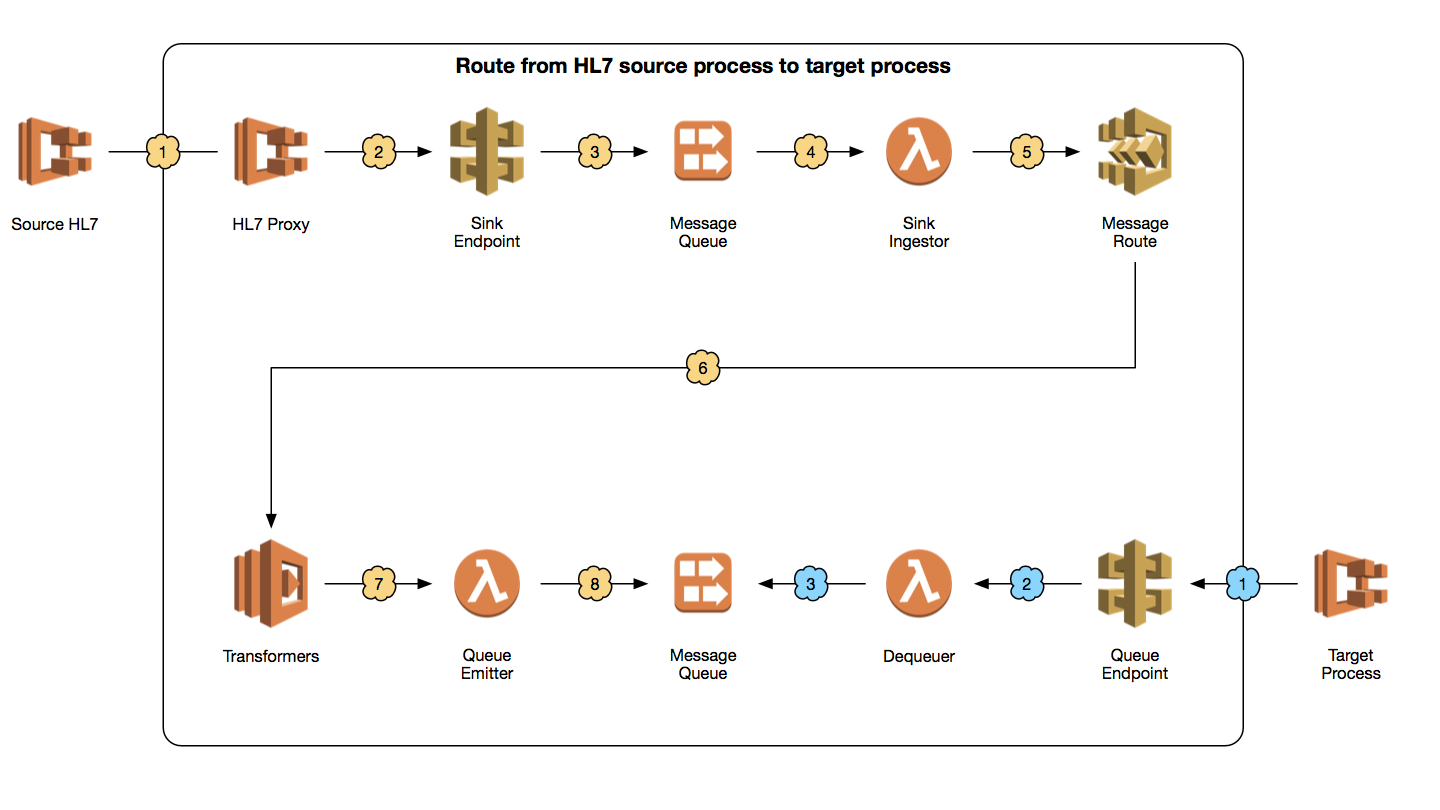 Route from HL7 source process to target process
1
2
3
4
5
Source HL7
HL7 Proxy
Sink
Endpoint
Message
Queue
Sink
Ingestor
Message
Route
6
7
8
3
2
1
Transformers
Queue
Emitter
Message
Queue
Dequeuer
Queue
Endpoint
Target
Process